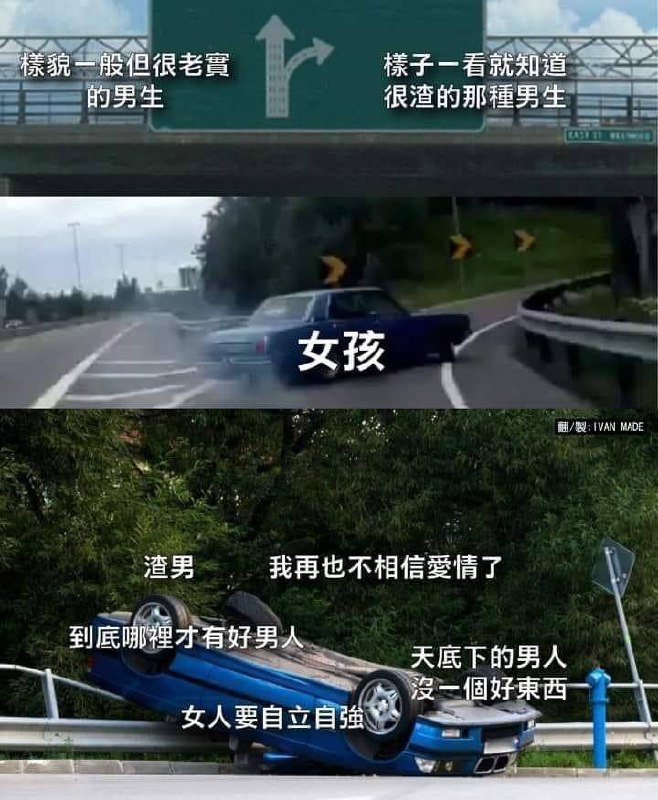 樣貌一般但很老實
的男生
樣子一看就知道
很渣的那種男生
女孩
翻/製:IVAN MADE
渣男
我再也不相信愛情了
到底哪裡才有好男人
天底下的男人
沒一個好東西
女人要自立自強